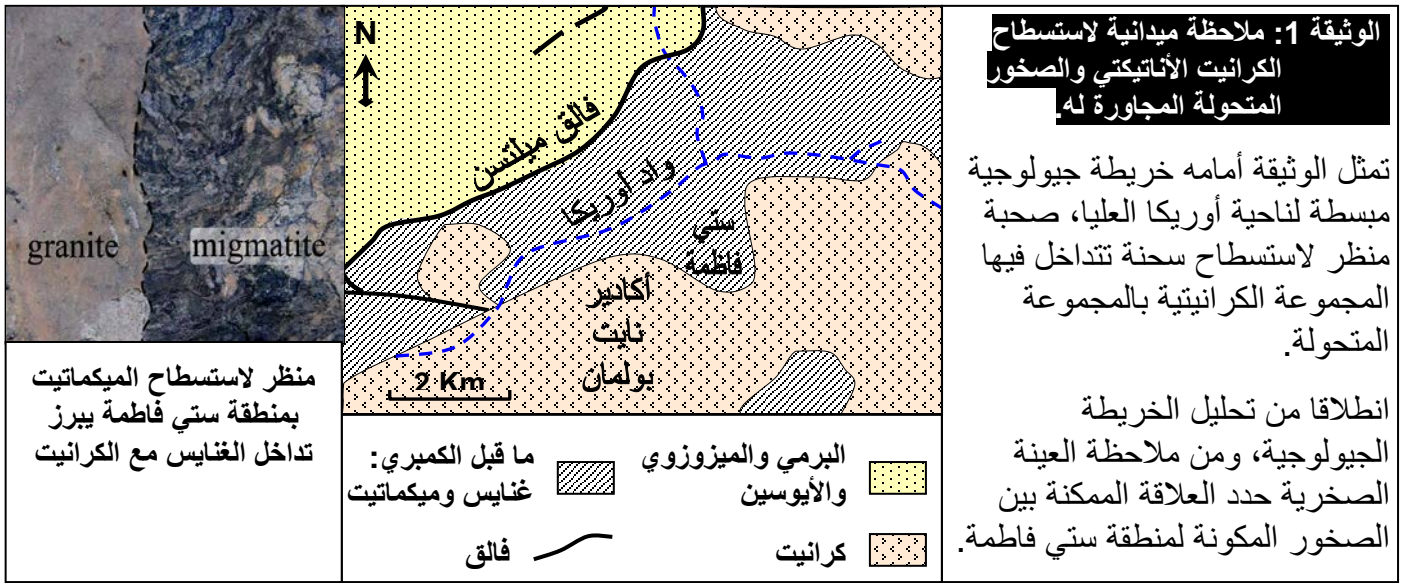 الوثيقة 1: ملاحظة ميدانية لاستسطاح
الكرانيت الأناتيكتي والصخور
المتحولة المجاورة له.
تمثل الوثيقة أمامه خريطة جيولوجية
مبسطة لناحية أوريكا العليا، صحبة
منظر لاستسطاح سحنة تتداخل فيها
المجموعة الكرانيتية بالمجموعة
المتحولة.
انطلاقا من تحليل الخريطة
الجيولوجية، ومن ملاحظة العينة
الصخرية حدد العلاقة الممكنة بين
الصخور المكونة لمنطقة ستي فاطمة.
N
فالق ميلتسن
واد أوريكا
ستي
فاظمة
أكادير
نايت
بولمان
2 Km
البرمي والميزوزوي
والأيوسين
ما قبل الكمبري:
غنايس وميكماتيت
كرانيت
فالق
granite
migmatite
منظر لاستسطاح الميكماتيت
بمنطقة ستي فاطمة يبرز
تداخل الغنايس مع الكرانيت